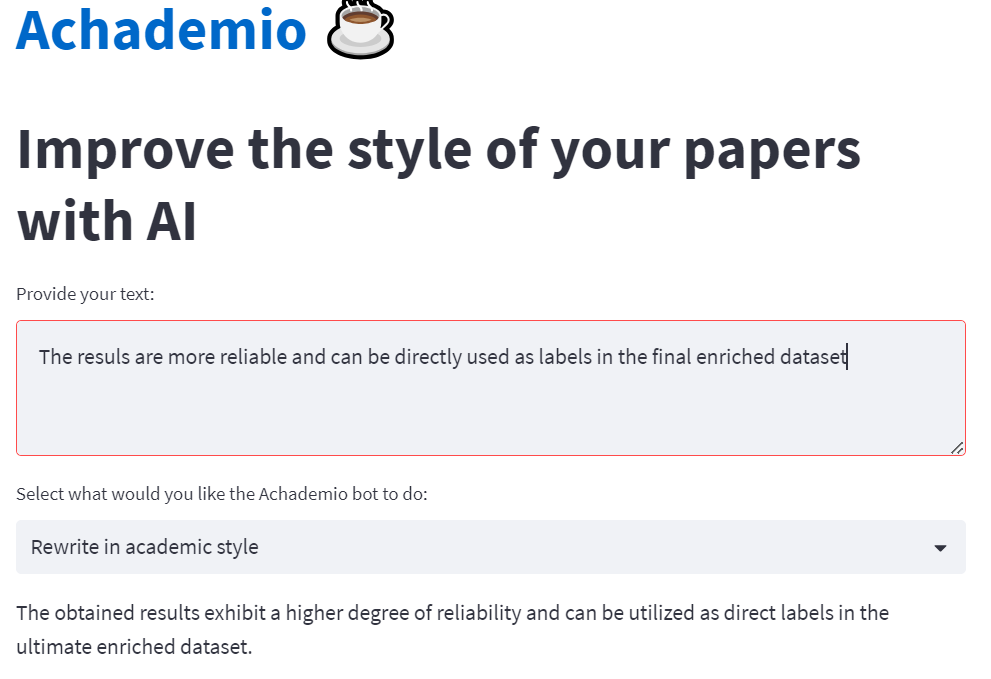 Achademio
Improve the style of your papers
with AI
Provide your text:
The resuls are more reliable and can be directly used as labels in the final enriched dataset
Select what would you like the Achademio bot to do:
Rewrite in academic style
The obtained results exhibit a higher degree of reliability and can be utilized as direct labels in the
ultimate enriched dataset.